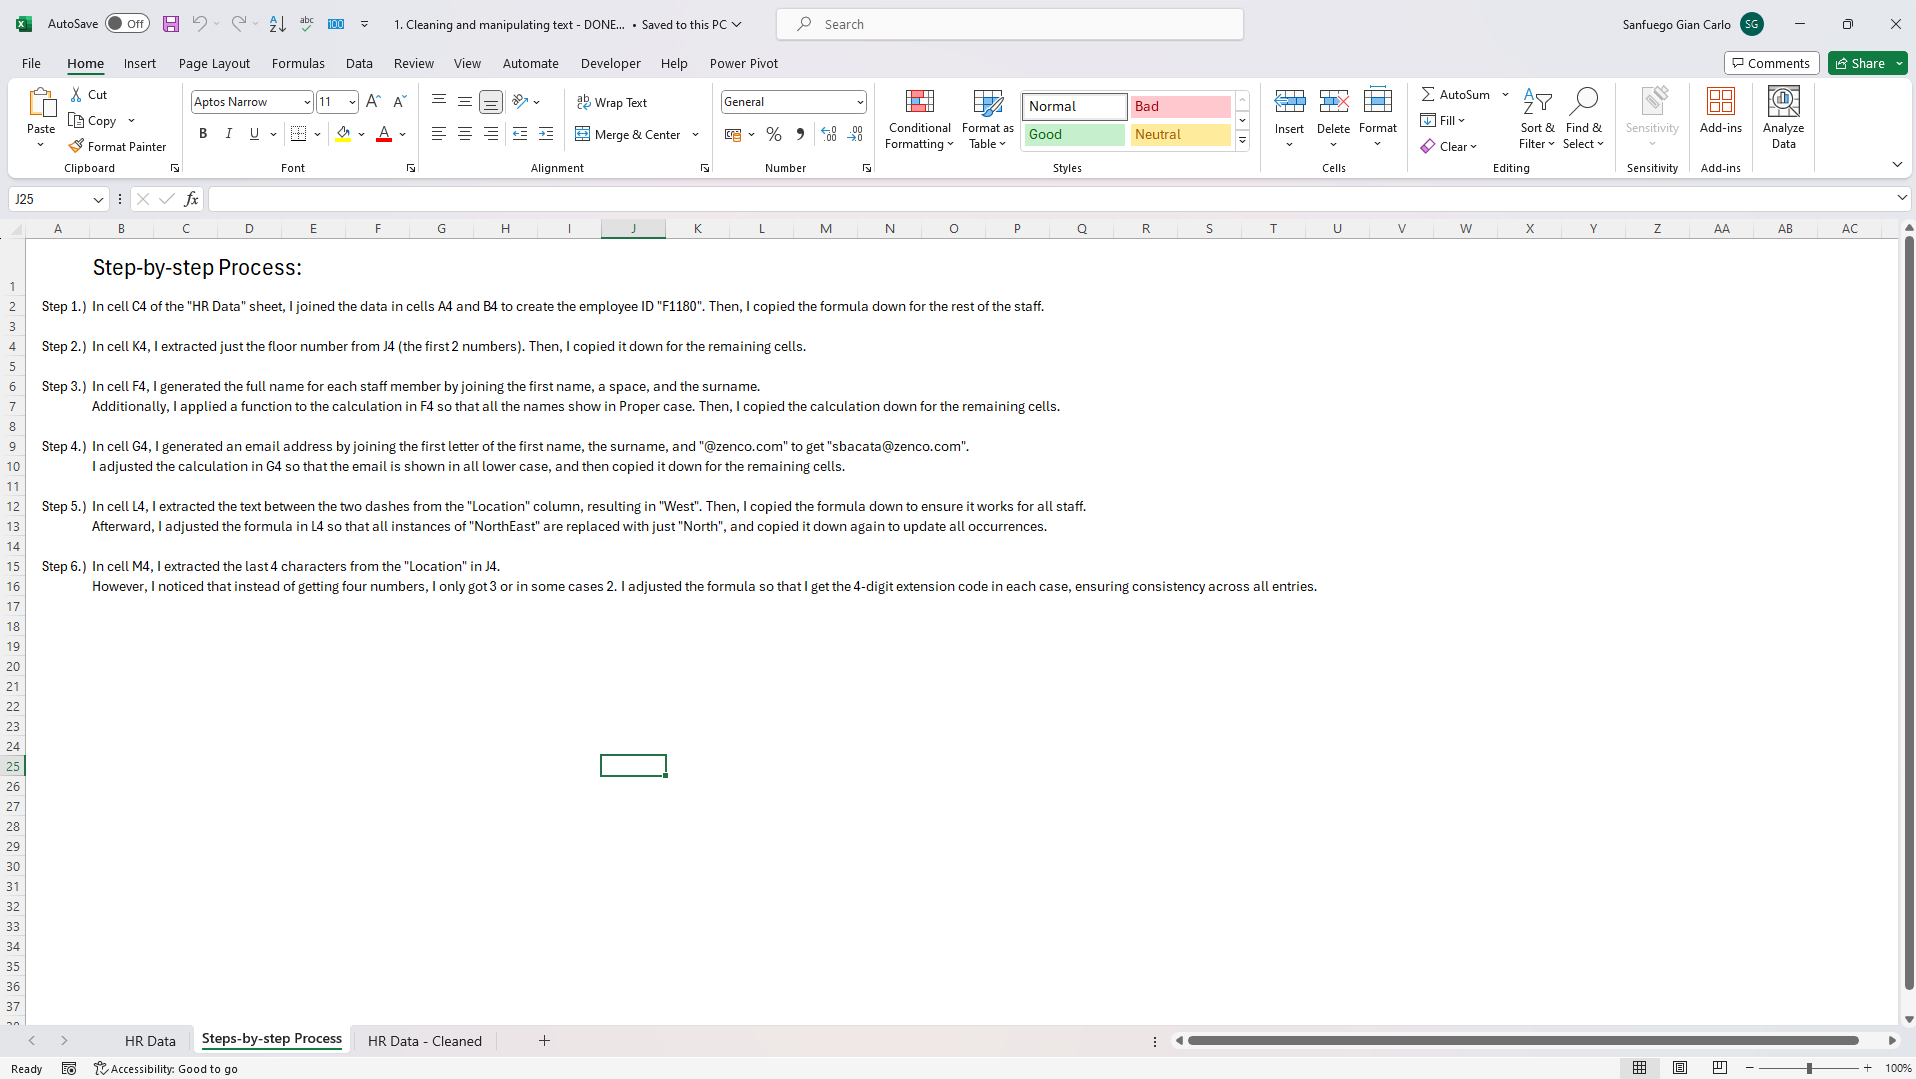 AutoSave Off 1. Cleaning and manipulating text - DONE... • Saved to this PC Search Sanfuego Gian Carlo SG
File Home Insert Page Layout Formulas Data Review View Automate Developer Help Power Pivot Comments Share
Paste Cut Copy Format Painter Clipboard
Aptos Narrow 11 B I U A Font
Wrap Text Merge & Center Alignment
General % Number
Conditional Formatting Format as Table Normal Bad Good Neutral Styles
Insert Delete Format Cells
AutoSum Fill Clear Sort & Filter Find & Select Editing
Sensitivity Sensitivity
Add-ins Add-ins
Analyze Data
J25 fx
A B C D E F G H I J K L M N O P Q R S T U V W X Y Z AA AB AC
1 Step-by-step Process:
2 Step 1.) In cell C4 of the "HR Data" sheet, I joined the data in cells A4 and B4 to create the employee ID "F1180". Then, I copied the formula down for the rest of the staff.
3
4 Step 2.) In cell K4, I extracted just the floor number from J4 (the first 2 numbers). Then, I copied it down for the remaining cells.
5
6 Step 3.) In cell F4, I generated the full name for each staff member by joining the first name, a space, and the surname.
7 Additionally, I applied a function to the calculation in F4 so that all the names show in Proper case. Then, I copied the calculation down for the remaining cells.
8
9 Step 4.) In cell G4, I generated an email address by joining the first letter of the first name, the surname, and "@zenco.com" to get "sbacata@zenco.com".
10 I adjusted the calculation in G4 so that the email is shown in all lower case, and then copied it down for the remaining cells.
11
12 Step 5.) In cell L4, I extracted the text between the two dashes from the "Location" column, resulting in "West". Then, I copied the formula down to ensure it works for all staff.
13 Afterward, I adjusted the formula in L4 so that all instances of "NorthEast" are replaced with just "North", and copied it down again to update all occurrences.
14
15 Step 6.) In cell M4, I extracted the last 4 characters from the "Location" in J4.
16 However, I noticed that instead of getting four numbers, I only got 3 or in some cases 2. I adjusted the formula so that I get the 4-digit extension code in each case, ensuring consistency across all entries.
17
18
19
20
21
22
23
24
25
26
27
28
29
30
31
32
33
34
35
36
37
HR Data Steps-by-step Process HR Data - Cleaned
Ready Accessibility: Good to go 100%